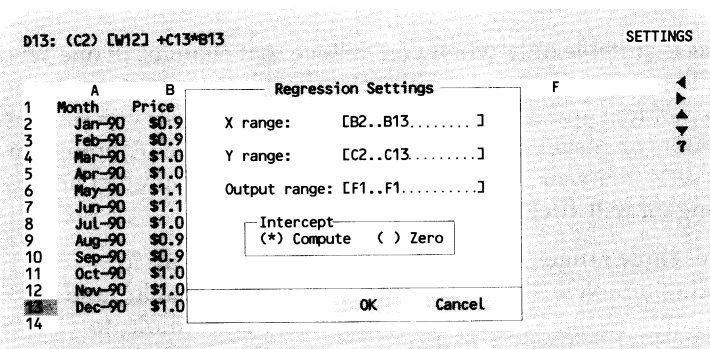 D13: (C2) [W12] +C13*B13 SETTINGS
A B Regression Settings F
1 Month Price
2 Jan-90 $0.9 X range: [B2..B13........ ]
3 Feb-90 $0.9
4 Mar-90 $1.0 Y range: [C2..C13........ ]
5 Apr-90 $1.0
6 May-90 $1.1 Output range: [F1..F1..........]
7 Jun-90 $1.1
8 Jul-90 $1.0 Intercept
9 Aug-90 $0.9 (*) Compute ( ) Zero
10 Sep-90 $0.9
11 Oct-90 $1.0
12 Nov-90 $1.0
13 Dec-90 $1.0 OK Cancel
14
?